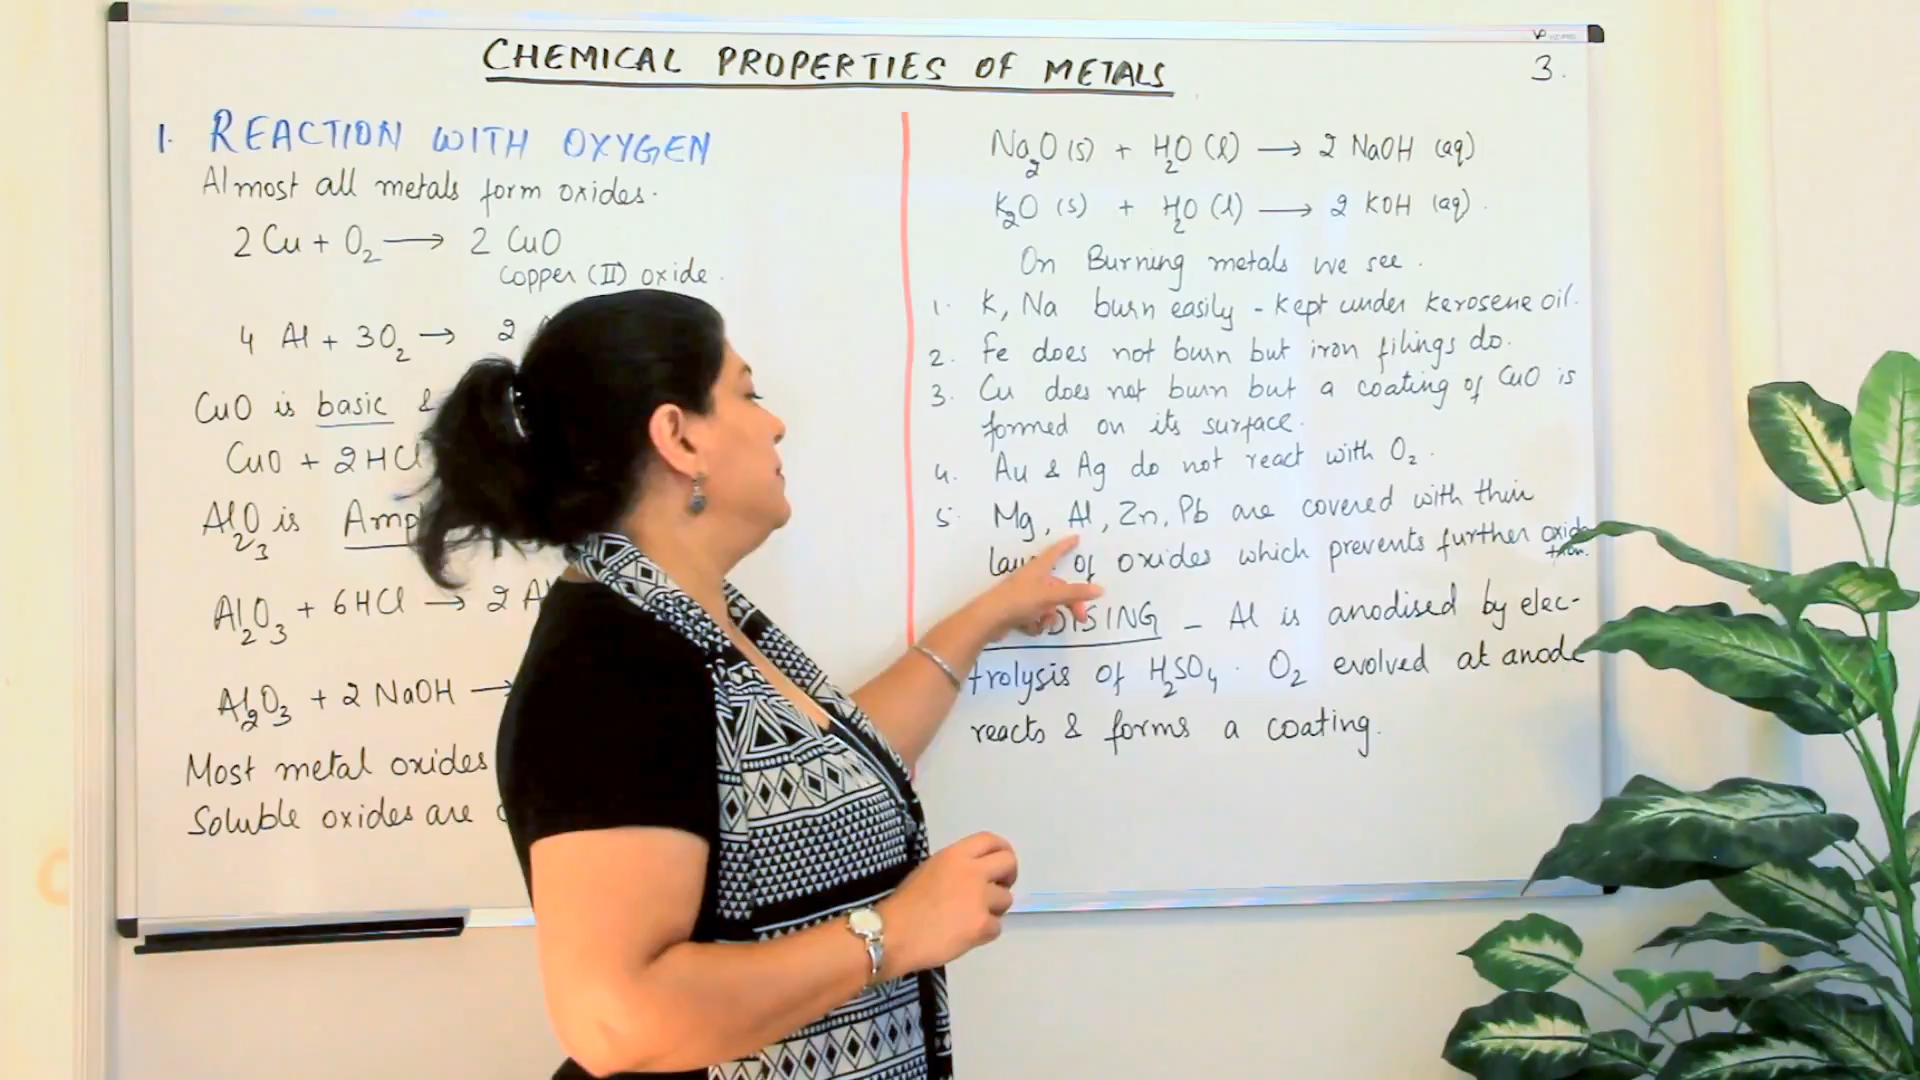 CHEMICAL PROPERTIES OF METALS
3.
1. REACTION WITH OXYGEN
Almost all metals form oxides.
2 Cu + O₂ ⟶ 2 CuO
Copper (II) oxide.
4 Al + 3O₂ → 2
CuO is basic &
CuO + 2HCl
Al₂O₃ is
Al₂O₃ + 6HCl → 2 Al
Al₂O₃ + 2 NaOH →
Most metal oxides
Soluble oxides are
Na₂O (s) + H₂O (l) → 2 NaOH (aq)
K₂O (s) + H₂O (l) → 2 KOH (aq).
On Burning metals we see.
1. K, Na burn easily - kept under kerosene oil.
2. Fe does not burn but iron filings do.
3. Cu does not burn but a coating of CuO is
formed on its surface.
4. Au & Ag do not react with O₂.
5. Mg, Al, Zn, Pb are covered with thin
of oxides which prevents further
DISING – Al is anodised by elec-
trolysis of H₂SO₄. O₂ evolved at anode
reacts & forms a coating.